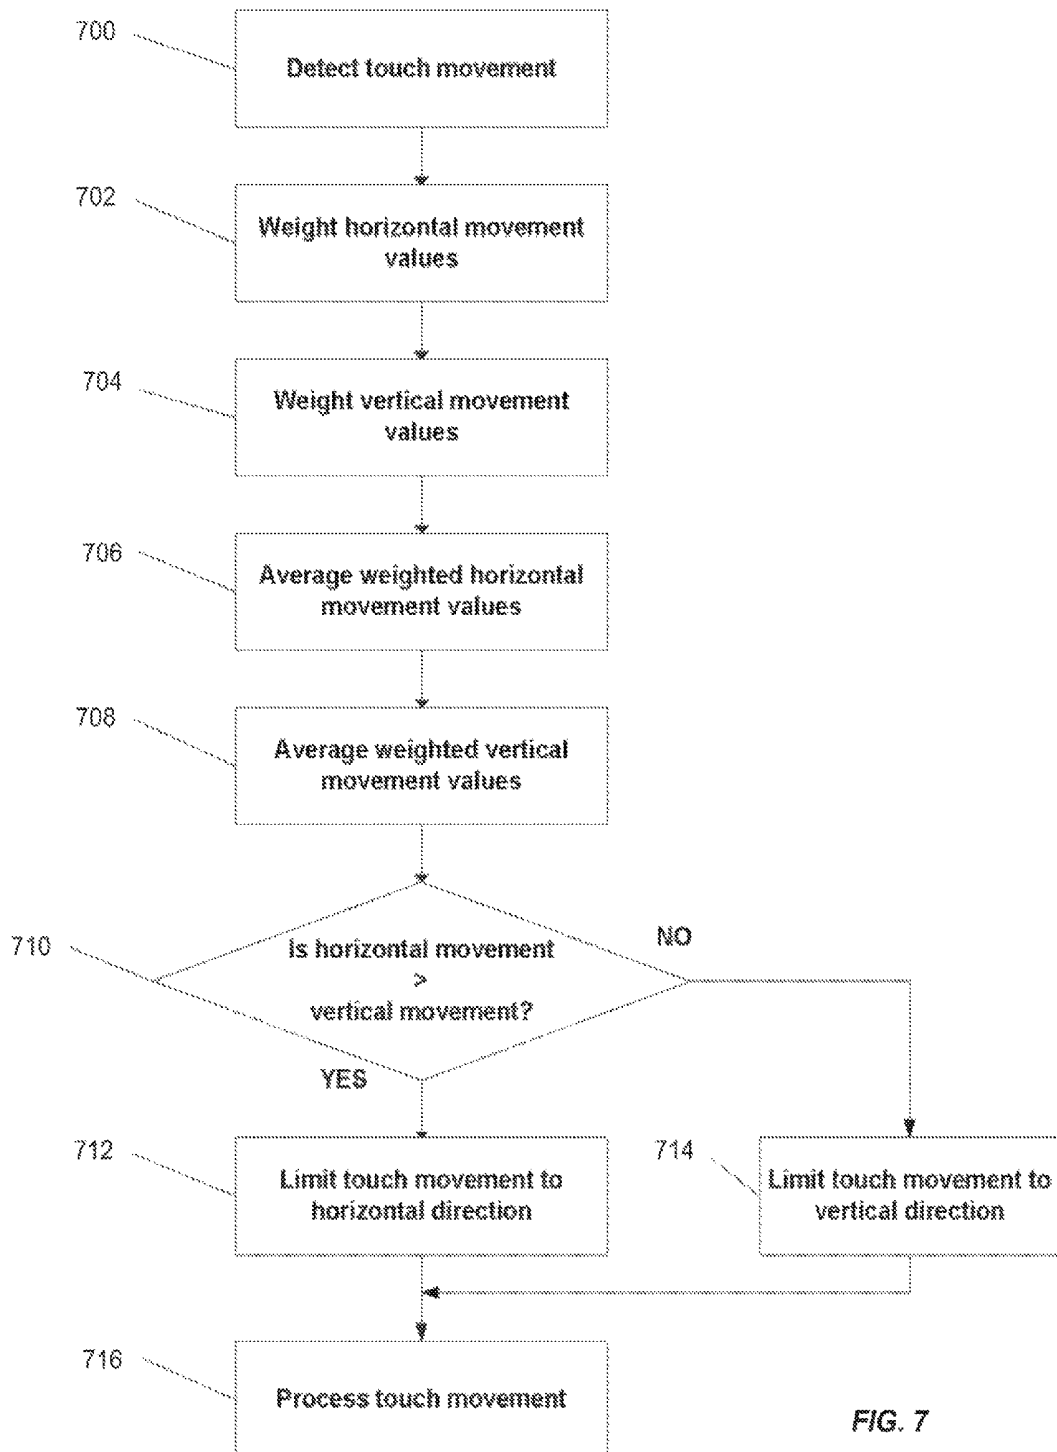 700
Detect touch movement
702
Weight horizontal movement
values
704
Weight vertical movement
values
706
Average weighted horizontal
movement values
708
Average weighted vertical
movement values
710
Is horizontal movement
>
vertical movement?
NO
YES
712
Limit touch movement to
horizontal direction
714
Limit touch movement to
vertical direction
716
Process touch movement
FIG. 7